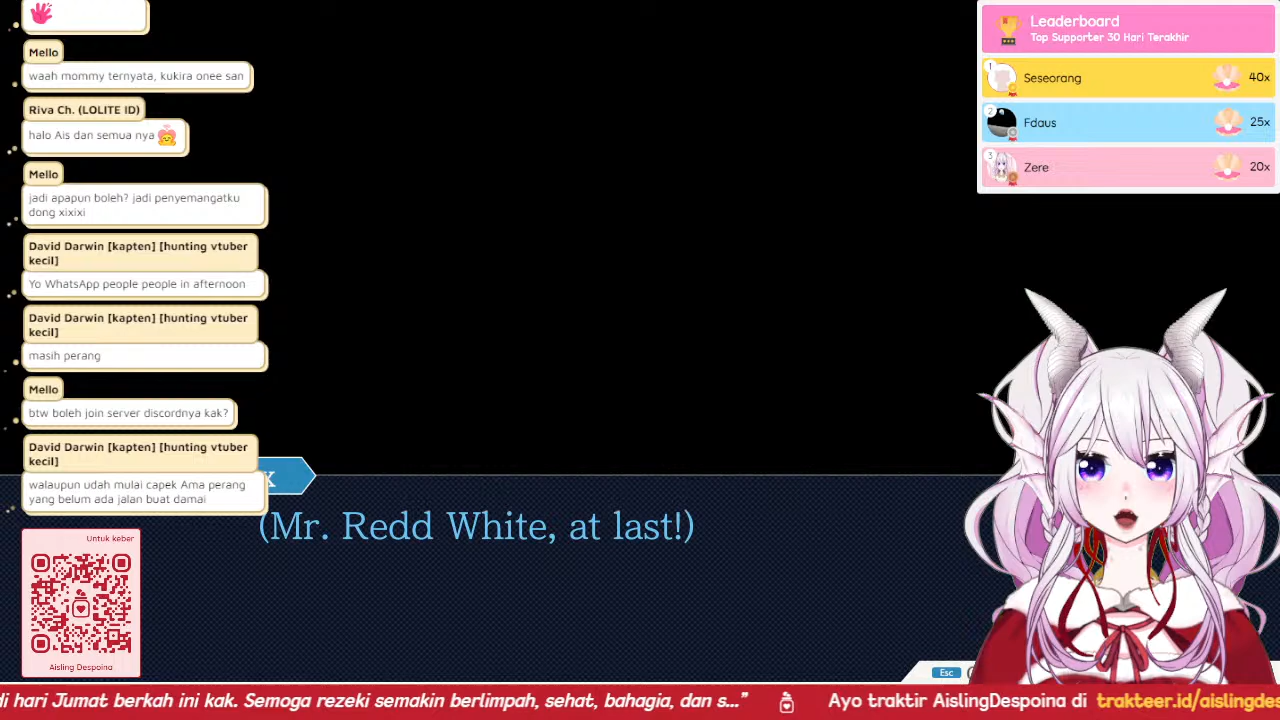 Mello
waah mommy ternyata, kukira onee san
Riva Ch. (LOLITE ID)
halo Ais dan semua nya
Mello
jadi apapun boleh? jadi penyemangatku
dong xixixi
David Darwin [kapten] [hunting vtuber
kecil]
Yo WhatsApp people people in afternoon
David Darwin [kapten] [hunting vtuber
kecil]
masih perang
Mello
btw boleh join server discordnya kak?
David Darwin [kapten] [hunting vtuber
kecil]
walaupun udah mulai capek Ama perang
yang belum ada jalan buat damai
Leaderboard
Top Supporter 30 Hari Terakhir
1 Seseorang 40x
2 Fdaus 25x
3 Zere 20x
x
(Mr. Redd White, at last!)
Untuk keber
Aisling Despoina
Esc
di hari Jumat berkah ini kak. Semoga rezeki semakin berlimpah, sehat, bahagia, dan s..." Ayo traktir AislingDespoina di trakteer.id/aislingdes